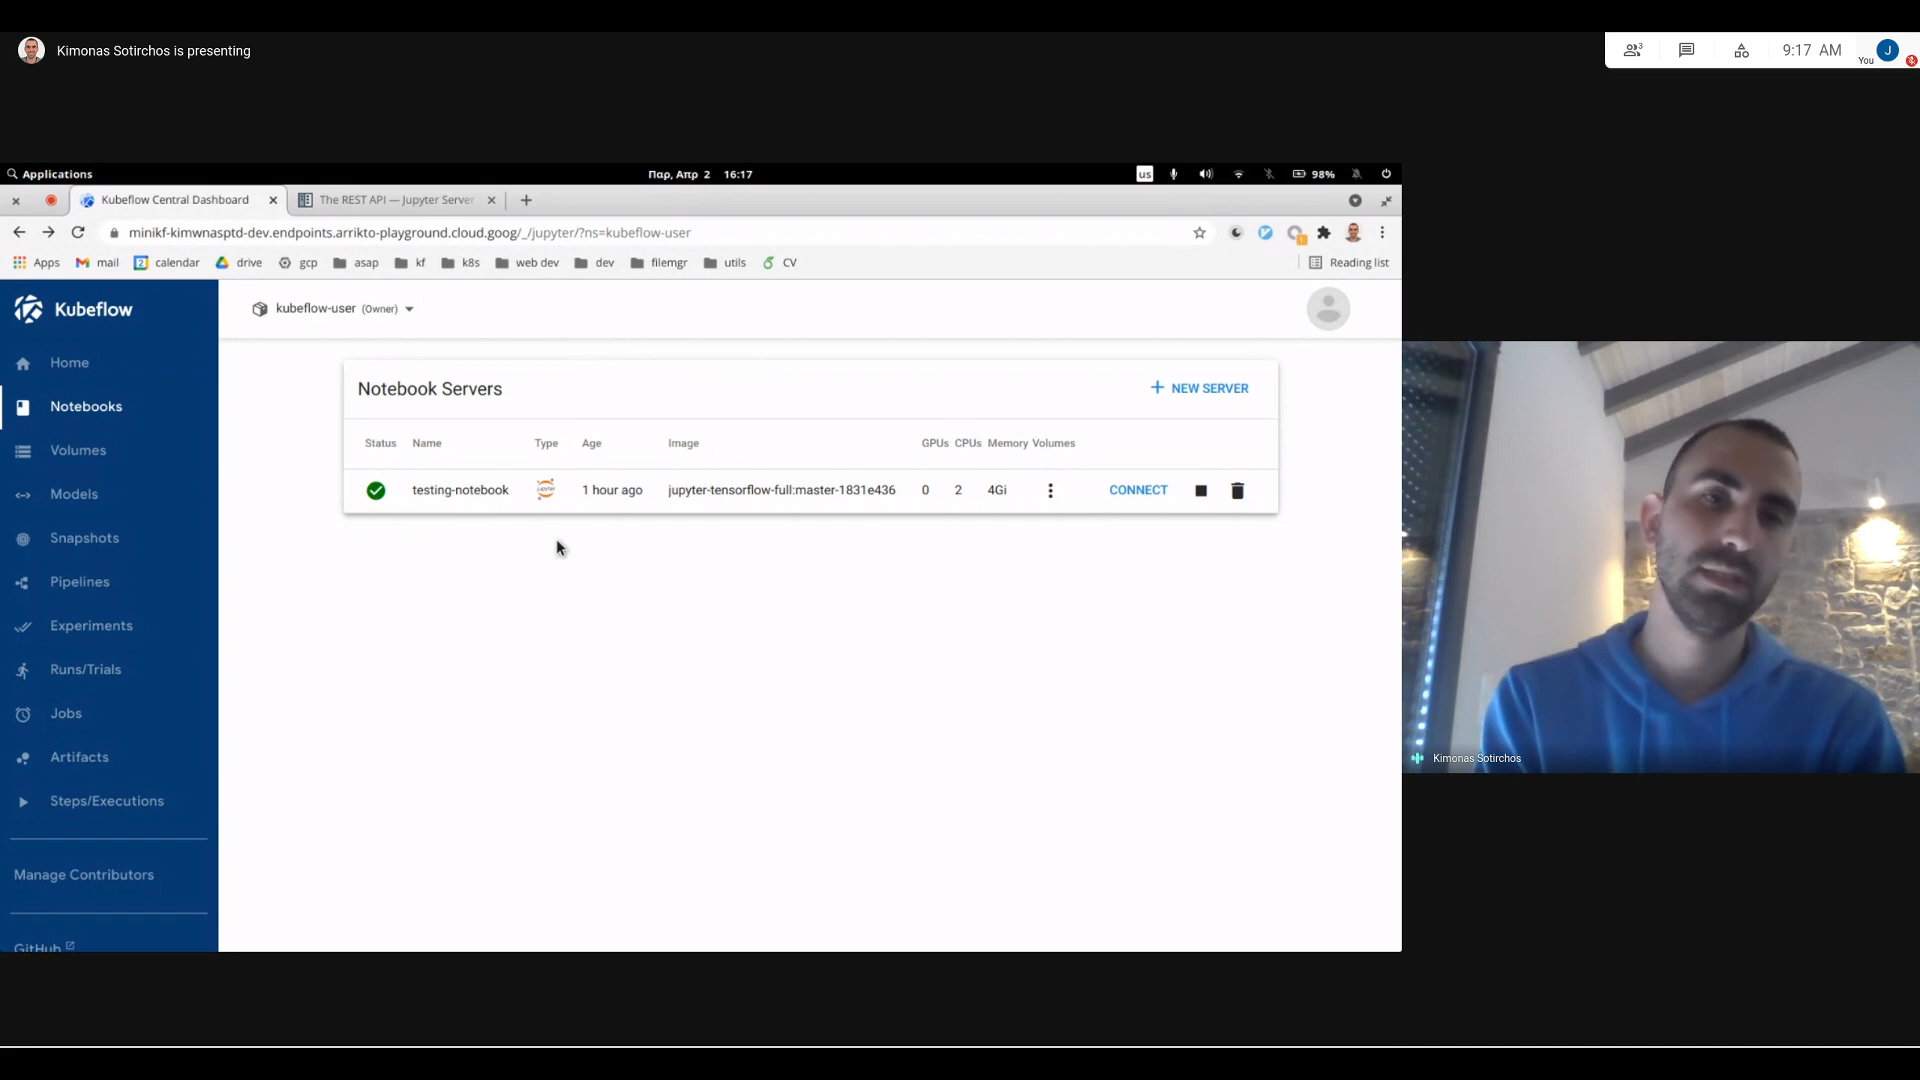 Kimonas Sotirchos is presenting
3
9:17 AM
You
J
Applications
Παρ, Απρ 2 16:17
us
98%
Kubeflow Central Dashboard
The REST API — Jupyter Server
minikf-kimwnasptd-dev.endpoints.arrikto-playground.cloud.goog/_/jupyter/?ns=kubeflow-user
Apps
mail
2
calendar
drive
gcp
asap
kf
k8s
web dev
dev
filemgr
utils
CV
Reading list
Kubeflow
kubeflow-user (Owner)
Home
Notebooks
Volumes
Models
Snapshots
Pipelines
Experiments
Runs/Trials
Jobs
Artifacts
Steps/Executions
Manage Contributors
GitHub
Notebook Servers
+ NEW SERVER
Status Name Type Age Image GPUs CPUs Memory Volumes
testing-notebook jupyter 1 hour ago jupyter-tensorflow-full:master-1831e436 0 2 4Gi CONNECT
Kimonas Sotirchos